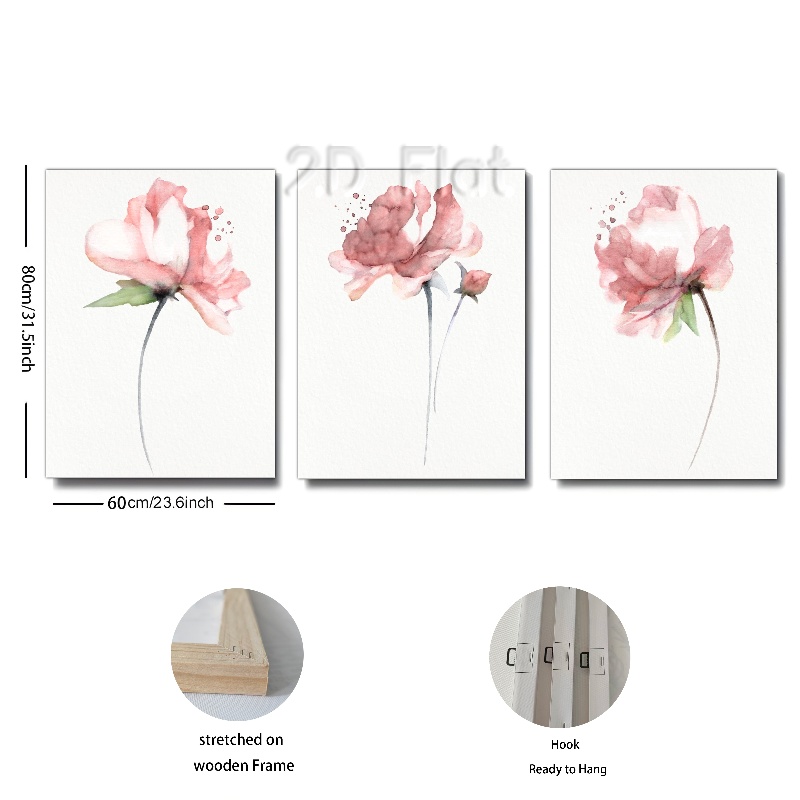 2D Flat
80cm/31.5inch
60cm/23.6inch
stretched on
wooden Frame
Hook
Ready to Hang